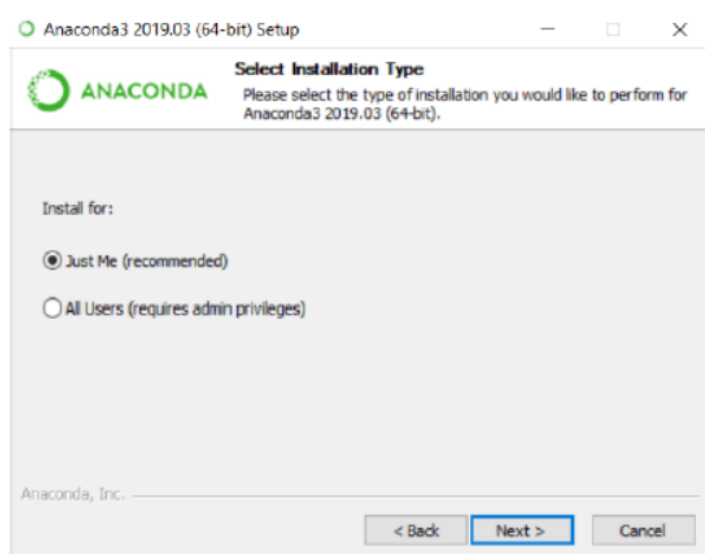 Anaconda3 2019.03 (64-bit) Setup
ANACONDA
Select Installation Type
Please select the type of installation you would like to perform for
Anaconda3 2019.03 (64-bit).
Install for:
Just Me (recommended)
All Users (requires admin privileges)
Anaconda, Inc.
< Back Next > Cancel